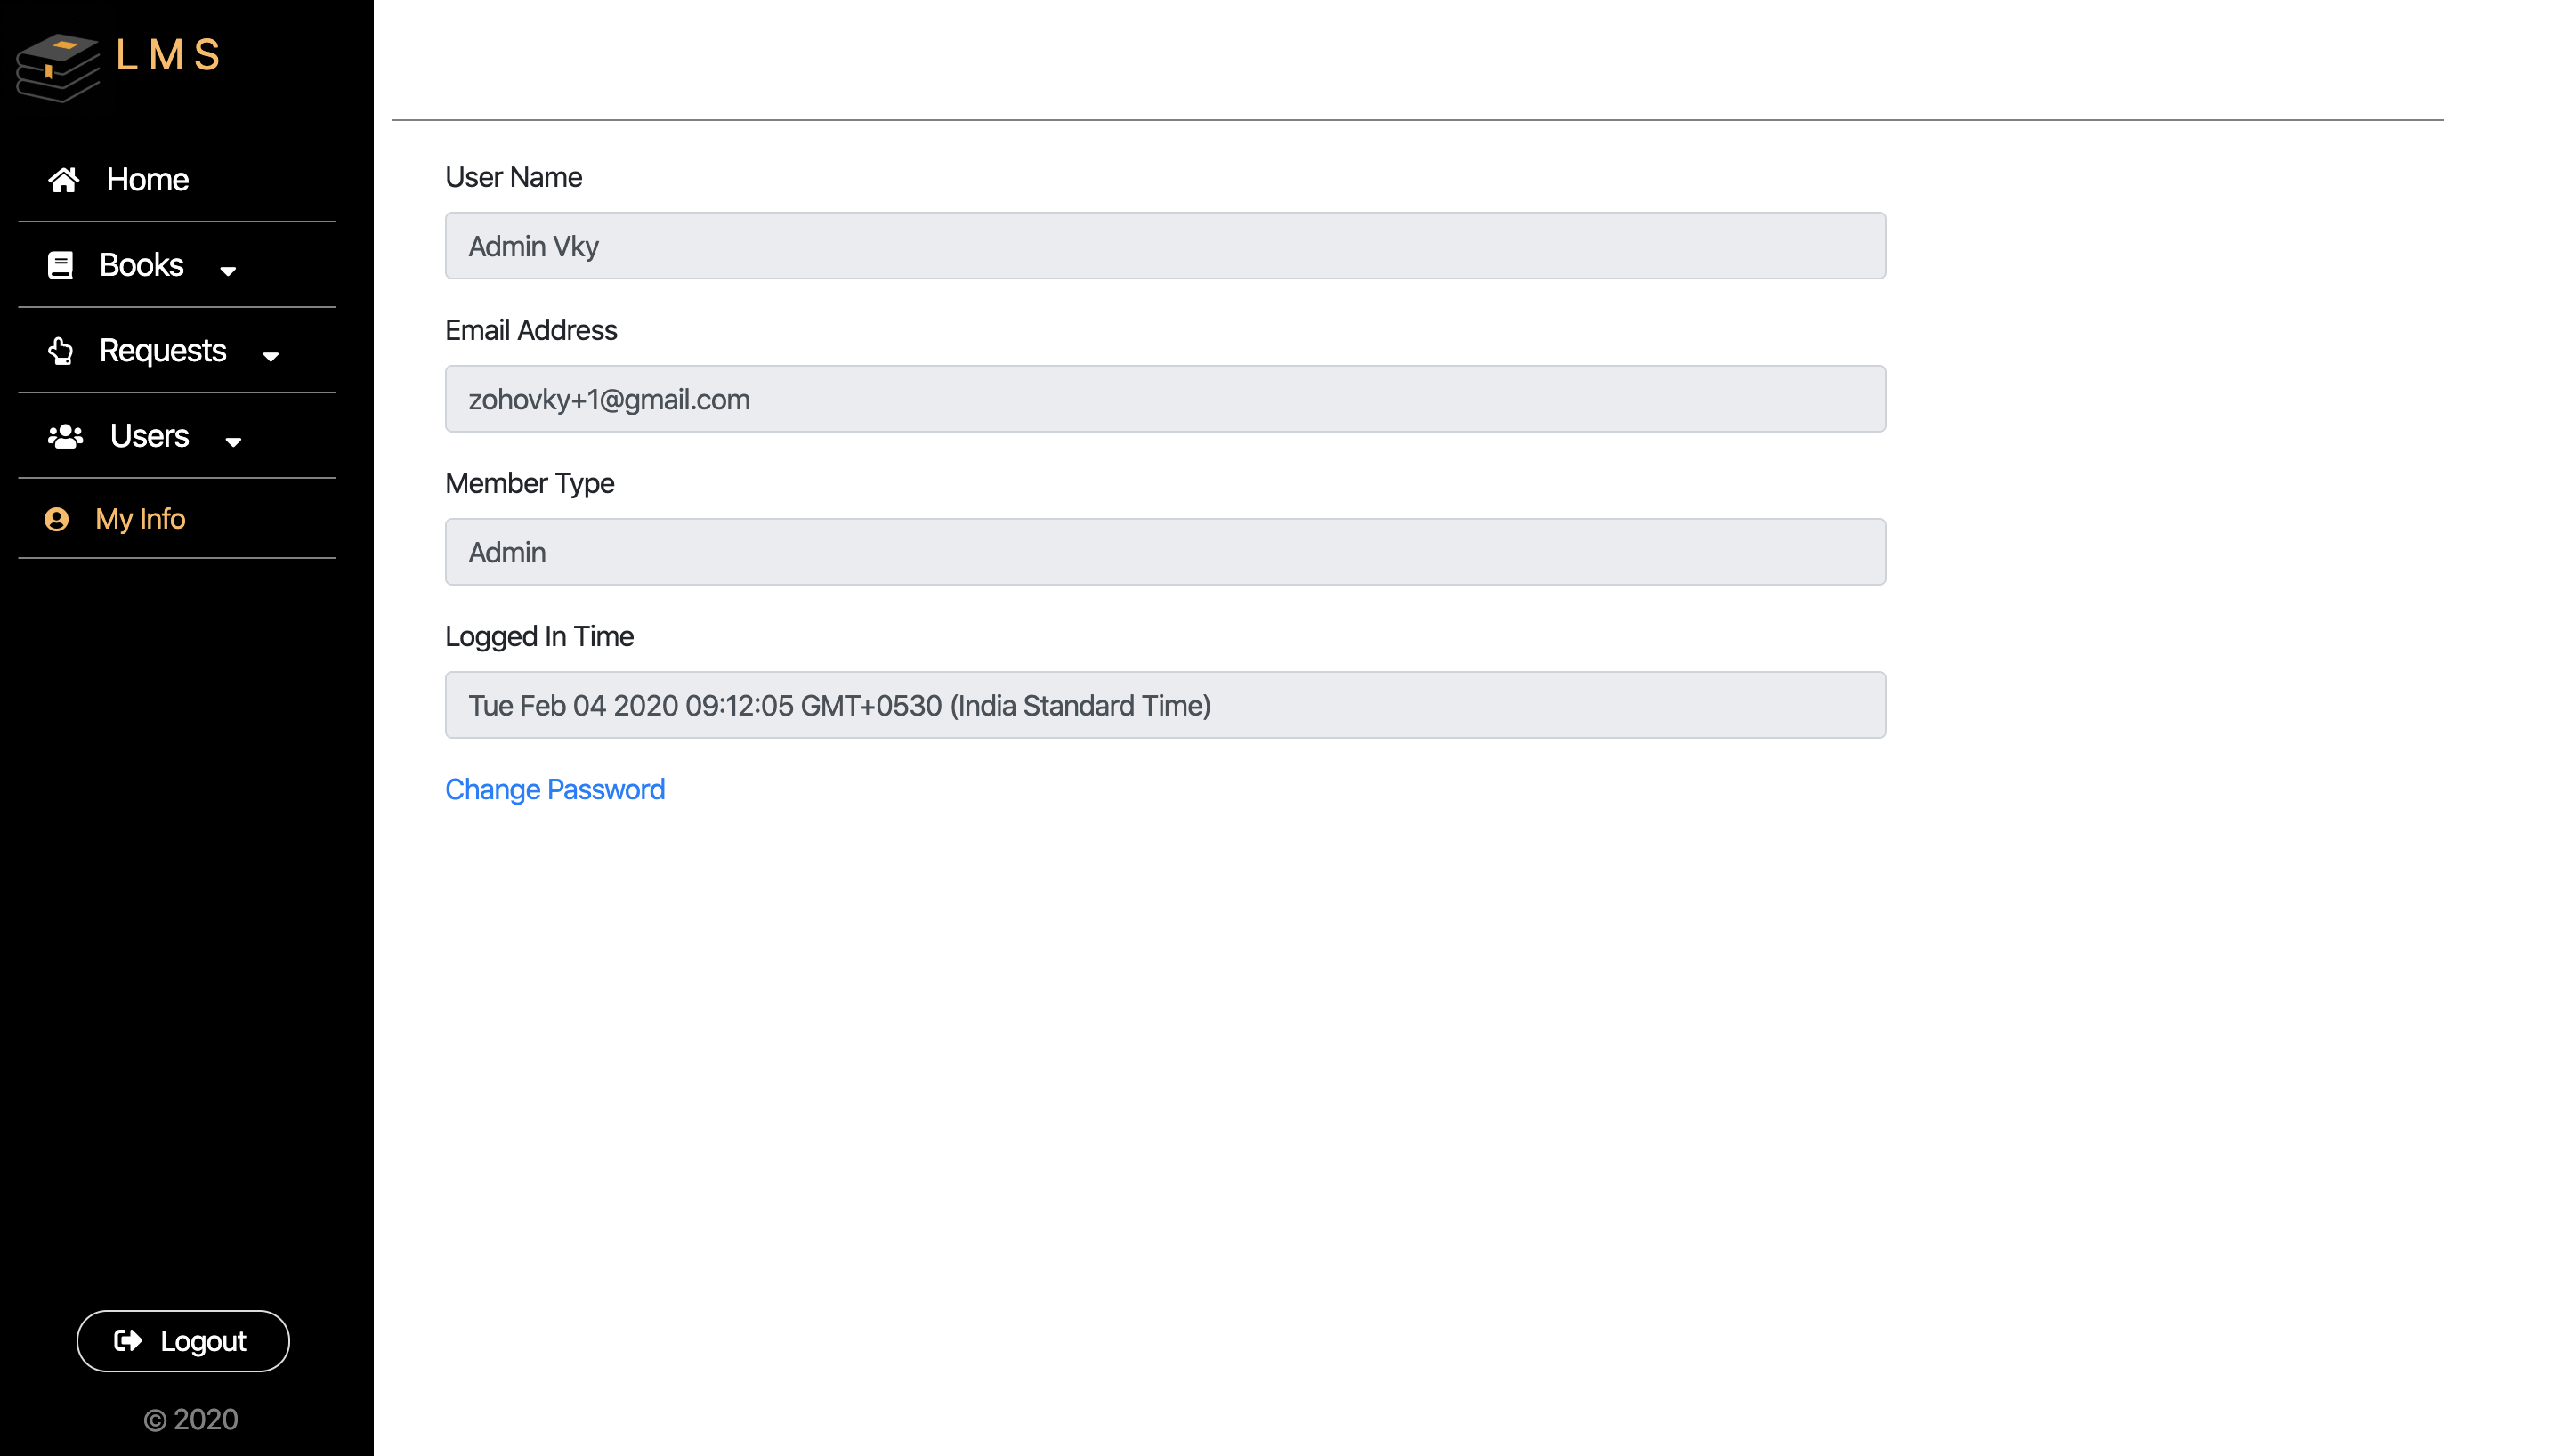 LMS
Home
Books
Requests
Users
My Info
Logout
© 2020
User Name
Admin Vky
Email Address
zohovky+1@gmail.com
Member Type
Admin
Logged In Time
Tue Feb 04 2020 09:12:05 GMT+0530 (India Standard Time)
Change Password